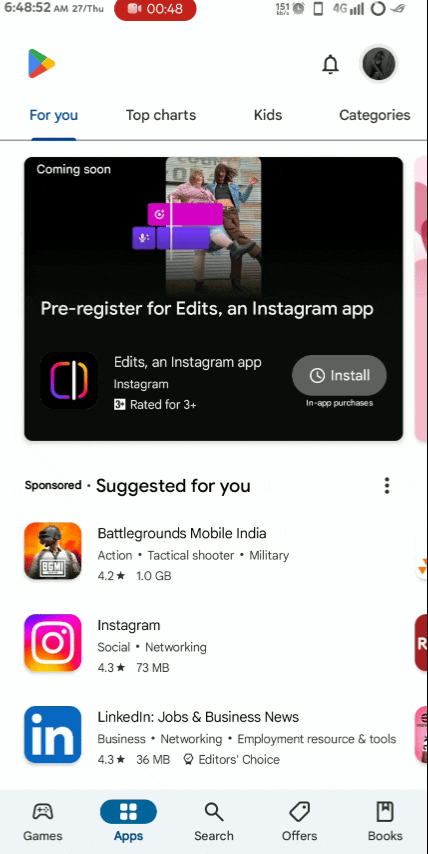 6:48:52 AM 27/Thu 00:48 151 kb/s 4G
For you Top charts Kids Categories
Coming soon
Pre-register for Edits, an Instagram app
Edits, an Instagram app
Instagram
3+ Rated for 3+
Install
In-app purchases
Sponsored · Suggested for you
Battlegrounds Mobile India
Action • Tactical shooter • Military
4.2★ 1.0 GB
BGMI
Instagram
Social • Networking
4.3★ 73 MB
R
LinkedIn: Jobs & Business News
Business • Networking • Employment resource & tools
4.3★ 36 MB Editors' Choice
in
Games Apps Search Offers Books